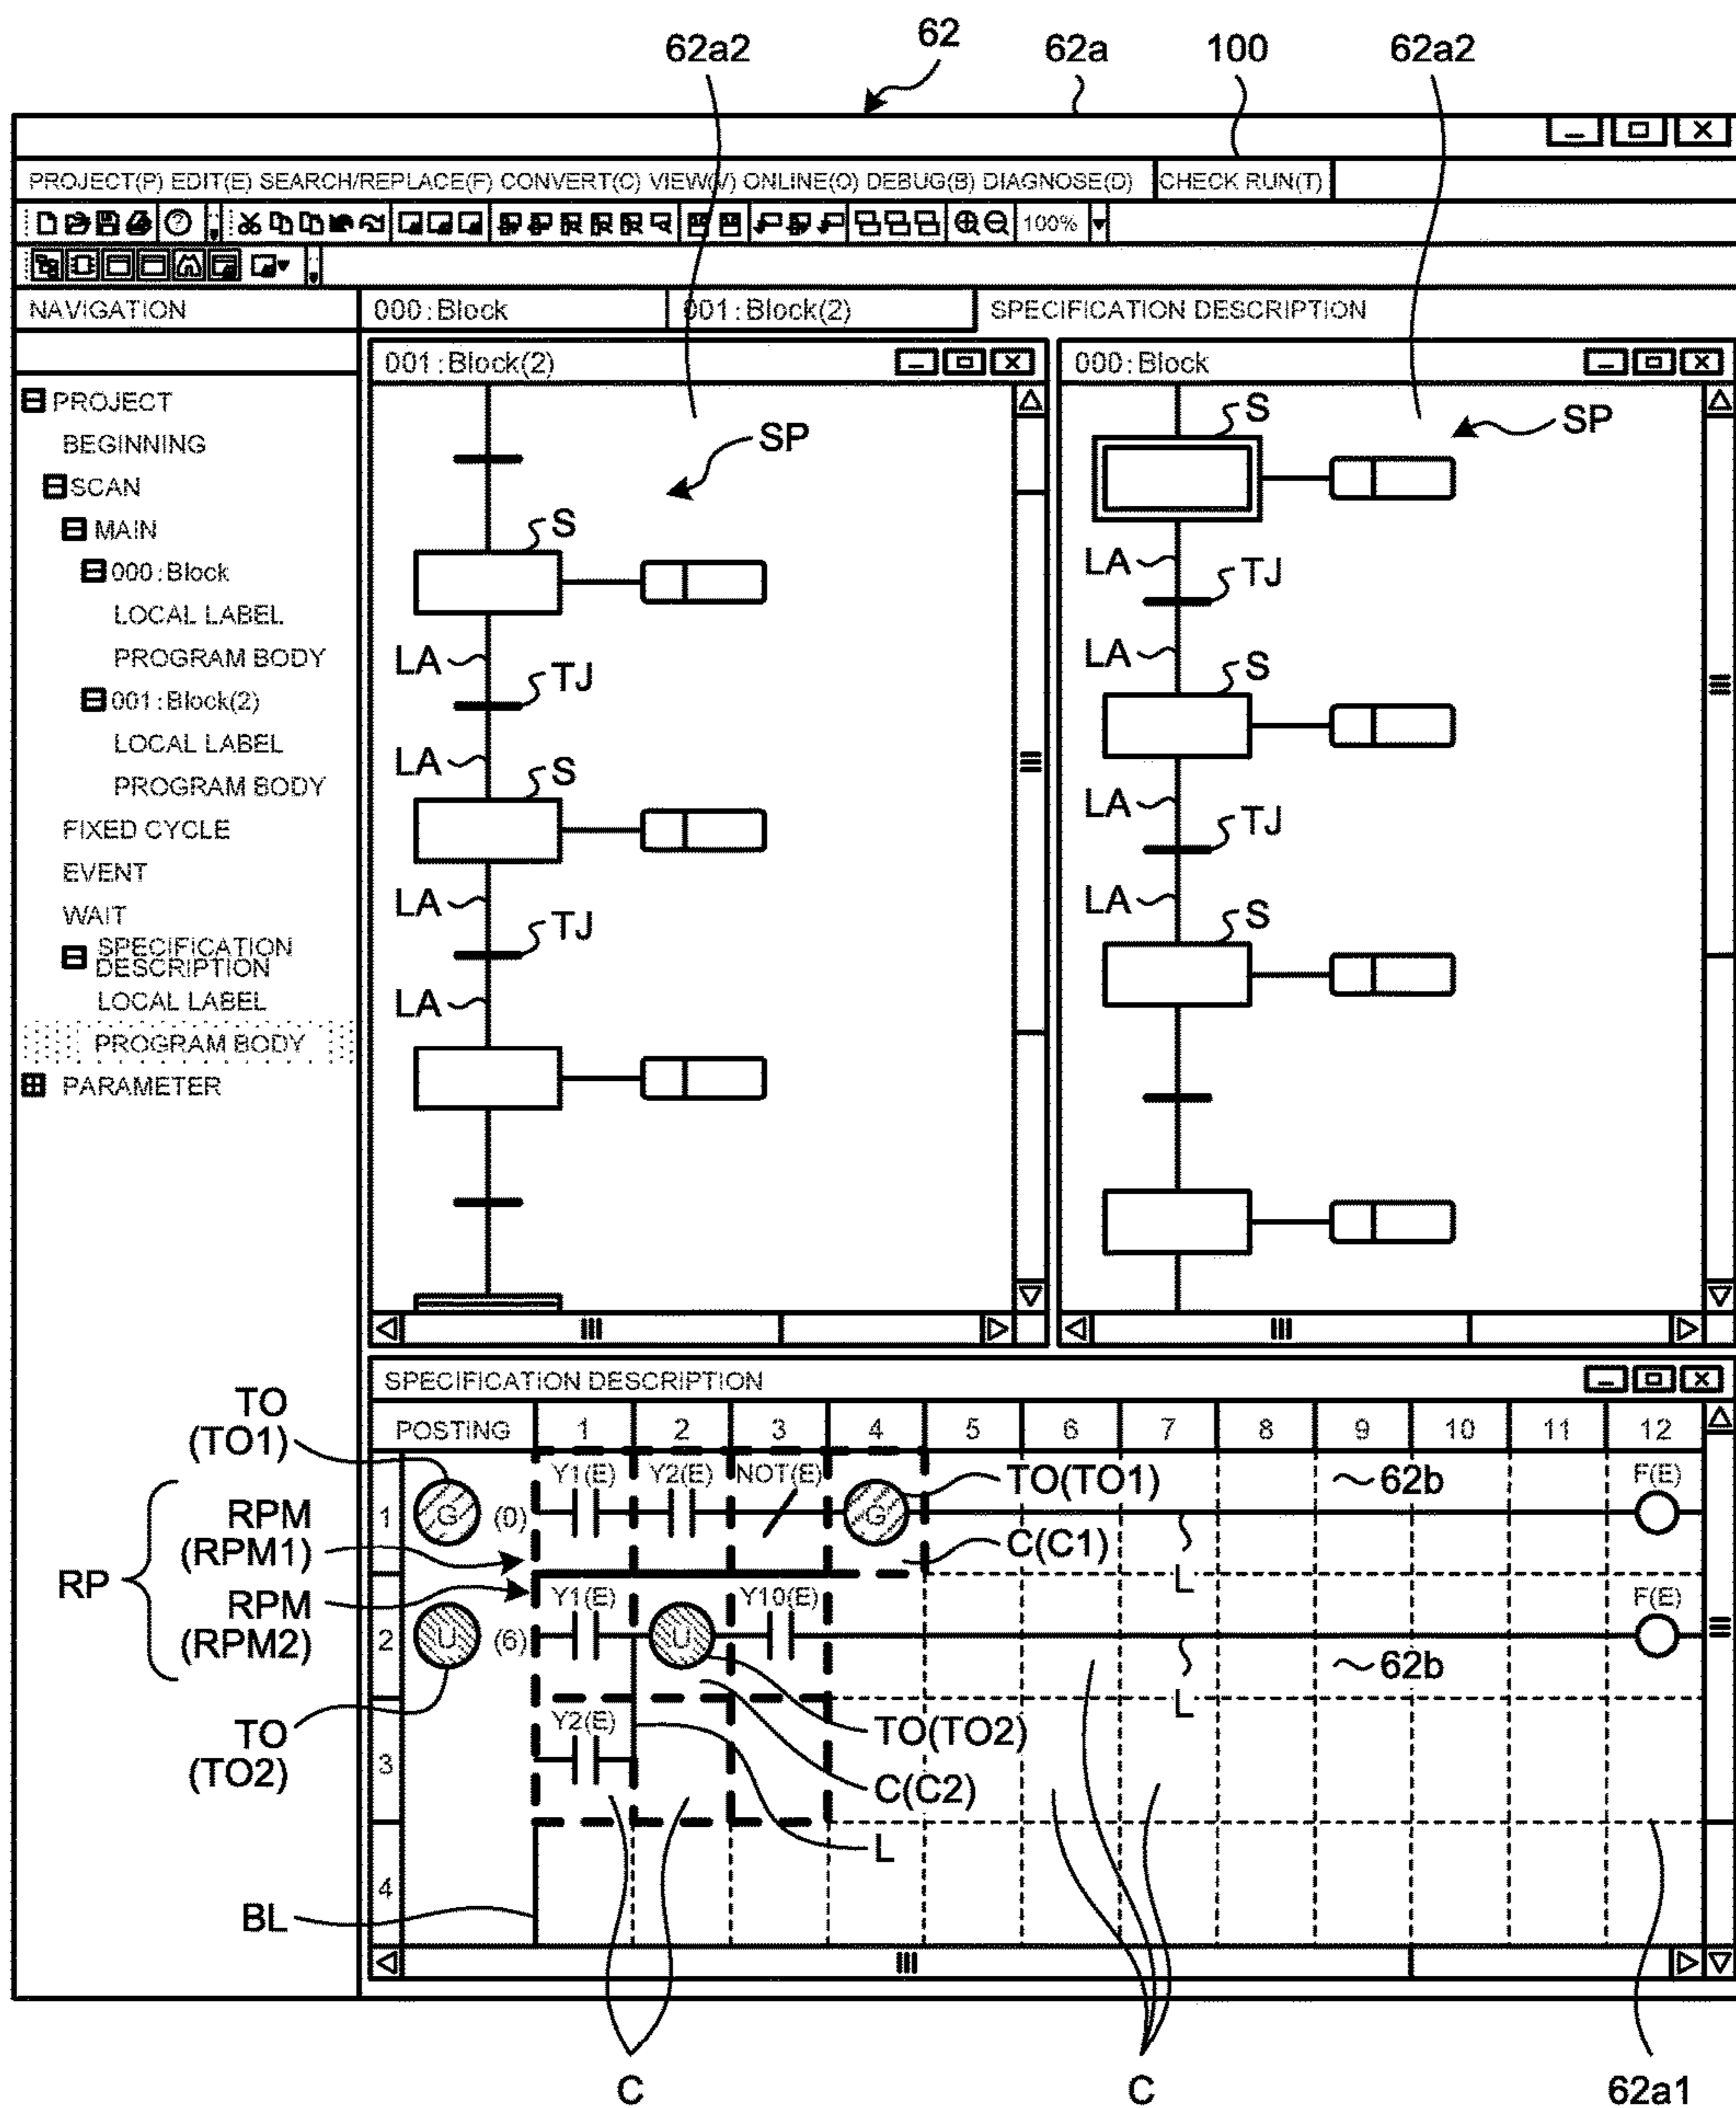 62a2 62 62a 100 62a2
PROJECT(P) EDIT(E) SEARCH/REPLACE(F) CONVERT(C) VIEW(V) ONLINE(O) DEBUG(B) DIAGNOSE(D) CHECK RUN(T)
100%
NAVIGATION 000:Block 001:Block(2) SPECIFICATION DESCRIPTION
PROJECT
BEGINNING
SCAN
MAIN
000:Block
LOCAL LABEL
PROGRAM BODY
001:Block(2)
LOCAL LABEL
PROGRAM BODY
FIXED CYCLE
EVENT
WAIT
SPECIFICATION
DESCRIPTION
LOCAL LABEL
PROGRAM BODY
PARAMETER
001:Block(2)
SP
S
LA
TJ
LA
S
LA
TJ
LA
000:Block
S
SP
LA
TJ
LA
S
LA
TJ
LA
S
SPECIFICATION DESCRIPTION
POSTING 1 2 3 4 5 6 7 8 9 10 11 12
TO
(TO1)
RPM
(RPM1)
RP
RPM
(RPM2)
TO
(TO2)
BL
Y1(E) Y2(E) NOT(E) TO(TO1) 62b F(E)
1 G (0) G
C(C1)
L
Y1(E) Y10(E) F(E)
2 U (6) U
62b
L
Y2(E) TO(TO2)
3
C(C2)
L
4
C C 62a1